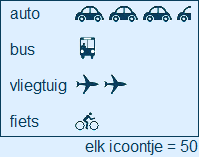 auto
bus
vliegtuig
fiets
elk icoontje = 50